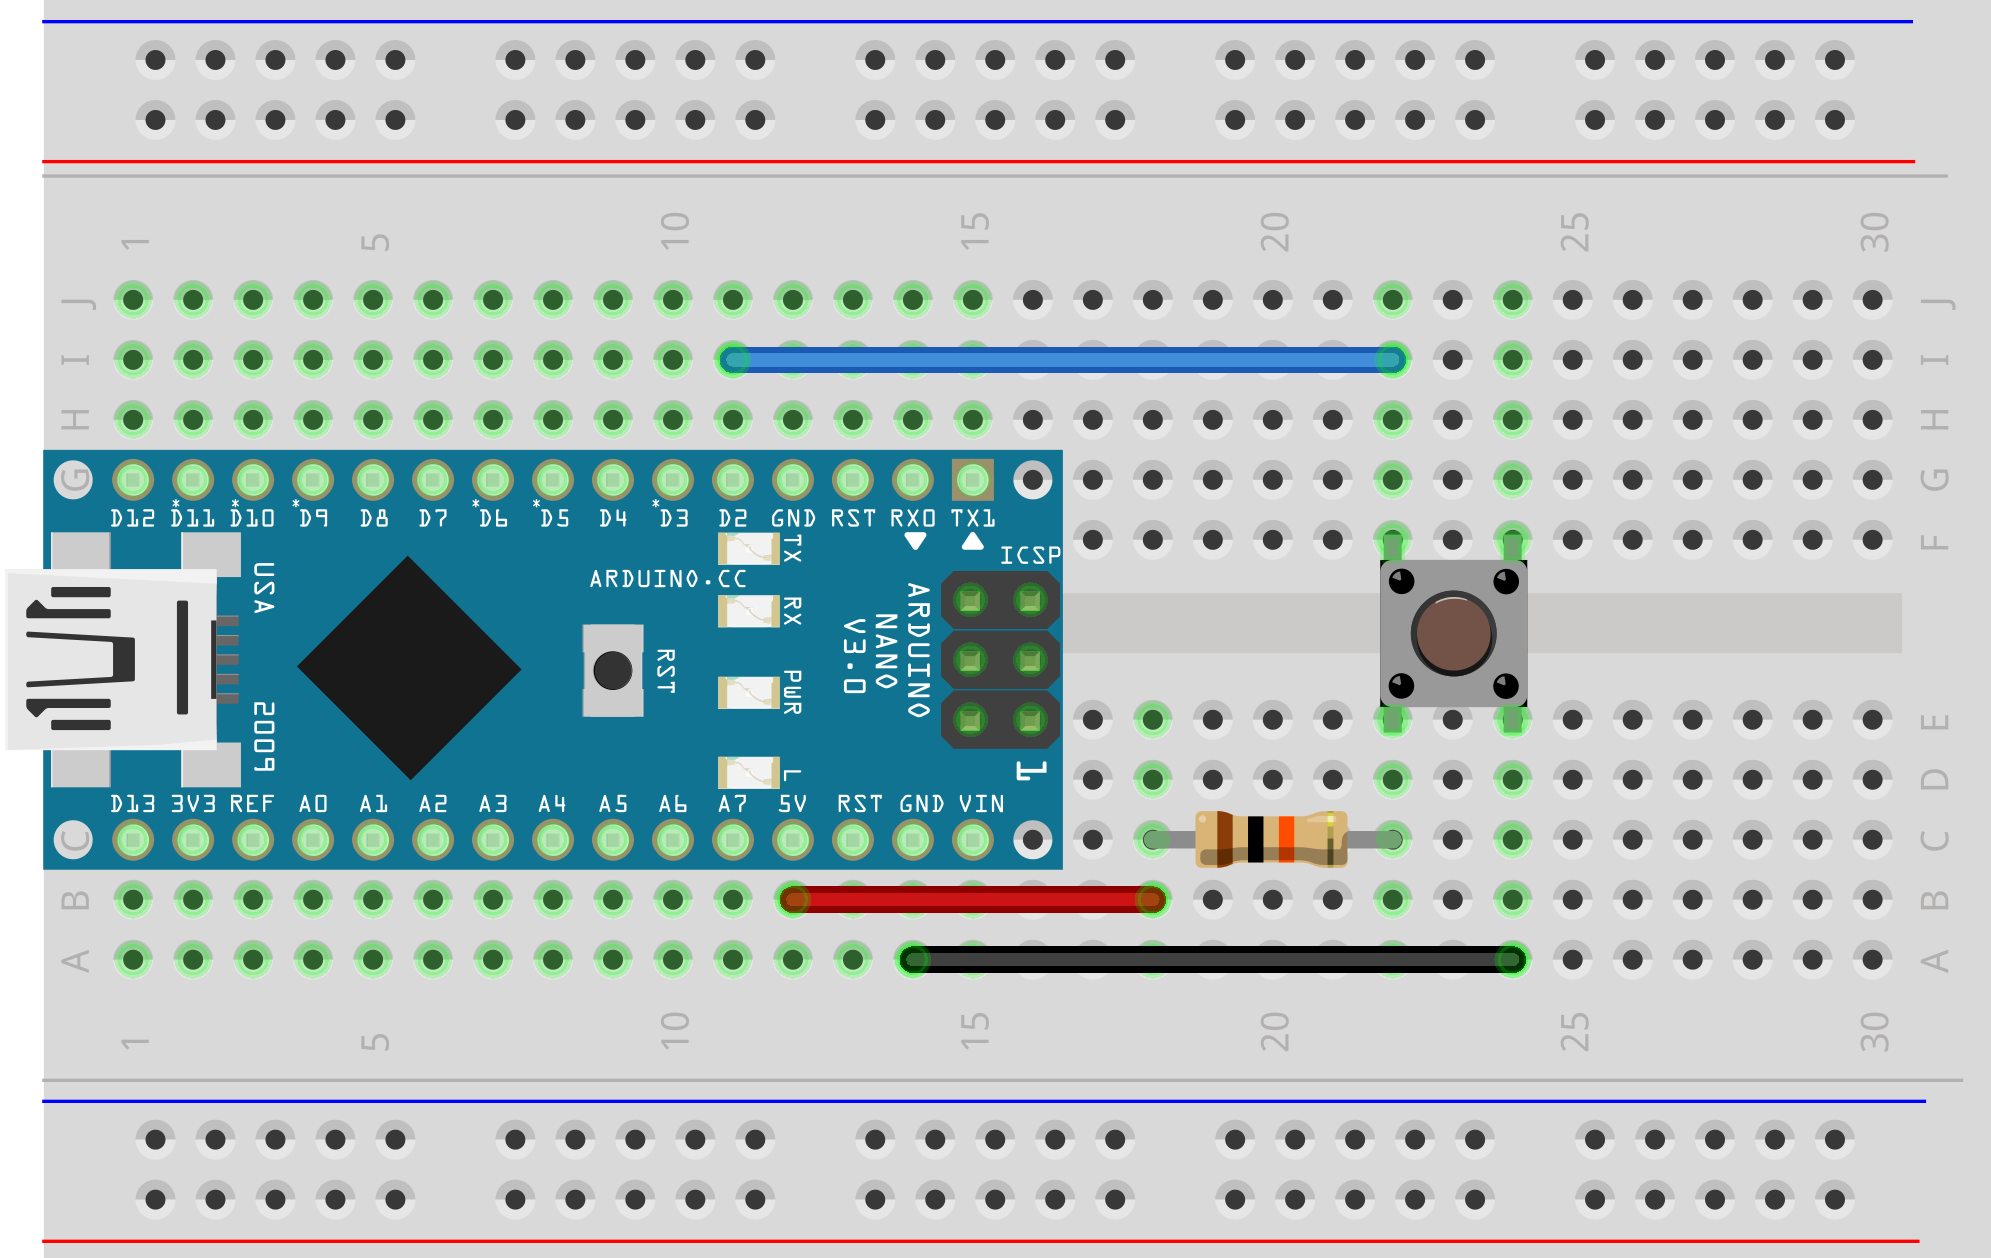 1 5 10 15 20 25 30
J J
I I
H H
G G
D12 *D11 *D10 *D9 D8 D7 *D6 *D5 D4 *D3 D2 GND RST RX0 TX1
F
TX
ICSP
ARDUINO.CC
USA
RX
ARDUINO
NANO
V3.0
RST
PWR
2009
E
L
1
D
D13 3V3 REF A0 A1 A2 A3 A4 A5 A6 A7 5V RST GND VIN
C C
B B
A A
1 5 10 15 20 25 30